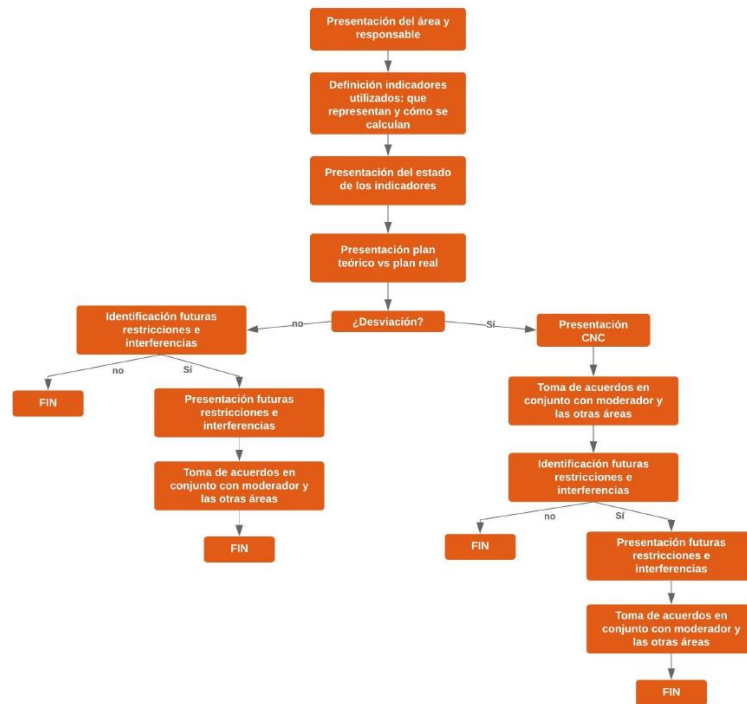 Presentación del área y
responsable
Definición indicadores
utilizados: que
representan y cómo se
calculan
Presentación del estado
de los indicadores
Presentación plan
teórico vs plan real
¿Desviación?
no
Sí
Identificación futuras
restricciones e
interferencias
no
Sí
FIN
Presentación futuras
restricciones e
interferencias
Toma de acuerdos en
conjunto con moderador y
las otras áreas
FIN
Presentación
CNC
Toma de acuerdos en
conjunto con moderador y
las otras áreas
Identificación futuras
restricciones e
interferencias
no
Sí
FIN
Presentación futuras
restricciones e
interferencias
Toma de acuerdos en
conjunto con moderador y
las otras áreas
FIN